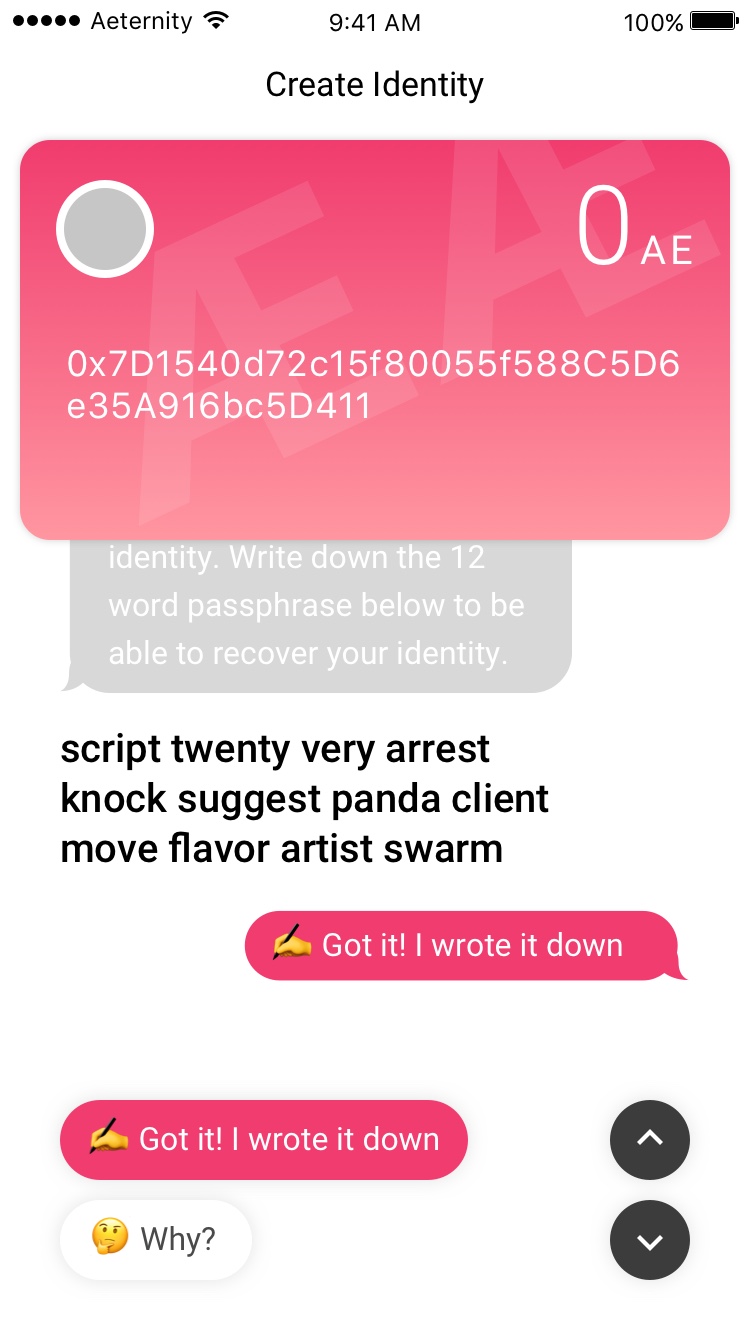 Aeternity 9:41 AM 100%
Create Identity
0 AE
0x7D1540d72c15f80055f588C5D6
e35A916bc5D411
identity. Write down the 12
word passphrase below to be
able to recover your identity.
script twenty very arrest
knock suggest panda client
move flavor artist swarm
✍️ Got it! I wrote it down
✍️ Got it! I wrote it down
🤔 Why?